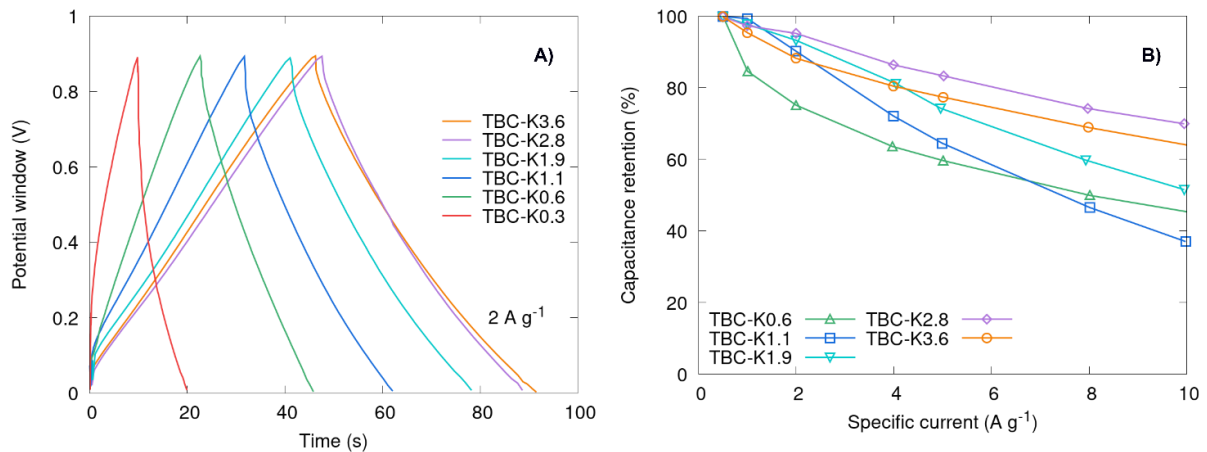 A)
Potential window (V)
1
0.8
0.6
0.4
0.2
0
TBC-K3.6
TBC-K2.8
TBC-K1.9
TBC-K1.1
TBC-K0.6
TBC-K0.3
2 A g⁻¹
0 20 40 60 80 100
Time (s)
B)
Capacitance retention (%)
100
80
60
40
20
0
TBC-K0.6 TBC-K2.8
TBC-K1.1 TBC-K3.6
TBC-K1.9
0 2 4 6 8 10
Specific current (A g⁻¹)